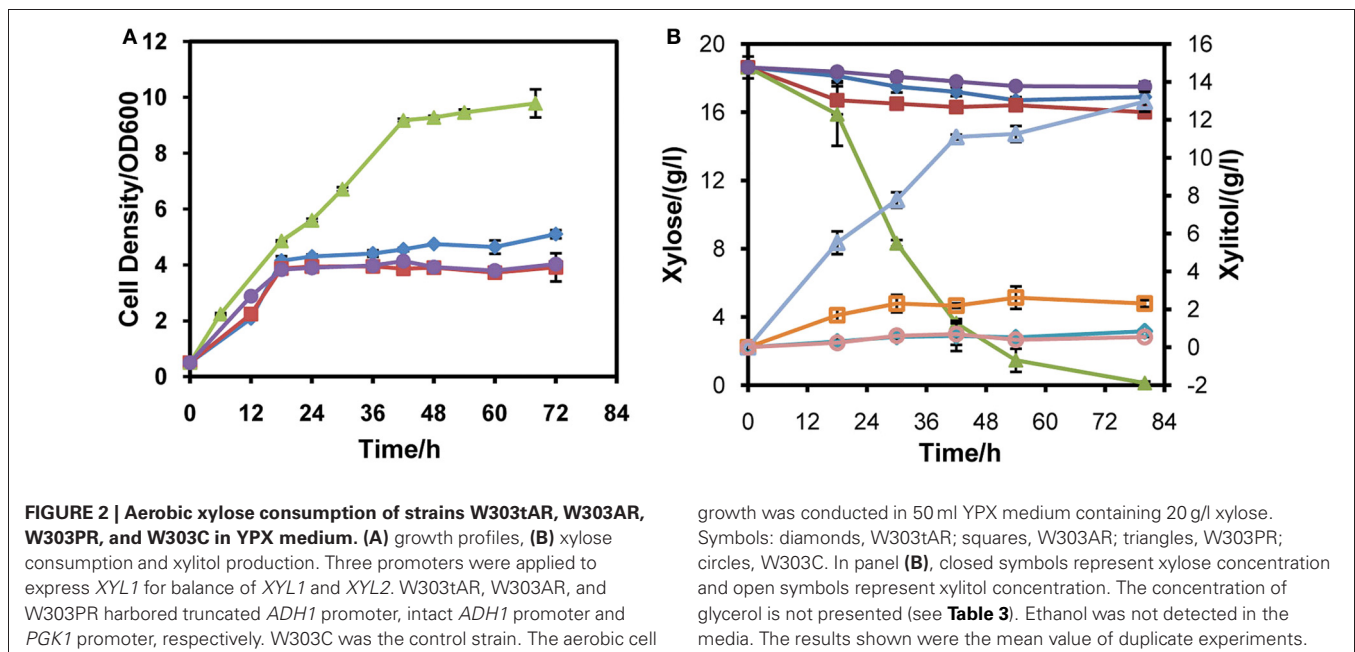 A
12
10
8
6
4
2
0
Cell Density/OD600
0 12 24 36 48 60 72 84
Time/h
B
20
16
12
8
4
0
Xylose/(g/l)
16
14
12
10
8
6
4
2
0
-2
Xylitol/(g/l)
0 12 24 36 48 60 72 84
Time/h
FIGURE 2 | Aerobic xylose consumption of strains W303tAR, W303AR,
W303PR, and W303C in YPX medium. (A) growth profiles, (B) xylose
consumption and xylitol production. Three promoters were applied to
express XYL1 for balance of XYL1 and XYL2. W303tAR, W303AR, and
W303PR harbored truncated ADH1 promoter, intact ADH1 promoter and
PGK1 promoter, respectively. W303C was the control strain. The aerobic cell
growth was conducted in 50 ml YPX medium containing 20 g/l xylose.
Symbols: diamonds, W303tAR; squares, W303AR; triangles, W303PR;
circles, W303C. In panel (B), closed symbols represent xylose concentration
and open symbols represent xylitol concentration. The concentration of
glycerol is not presented (see Table 3). Ethanol was not detected in the
media. The results shown were the mean value of duplicate experiments.